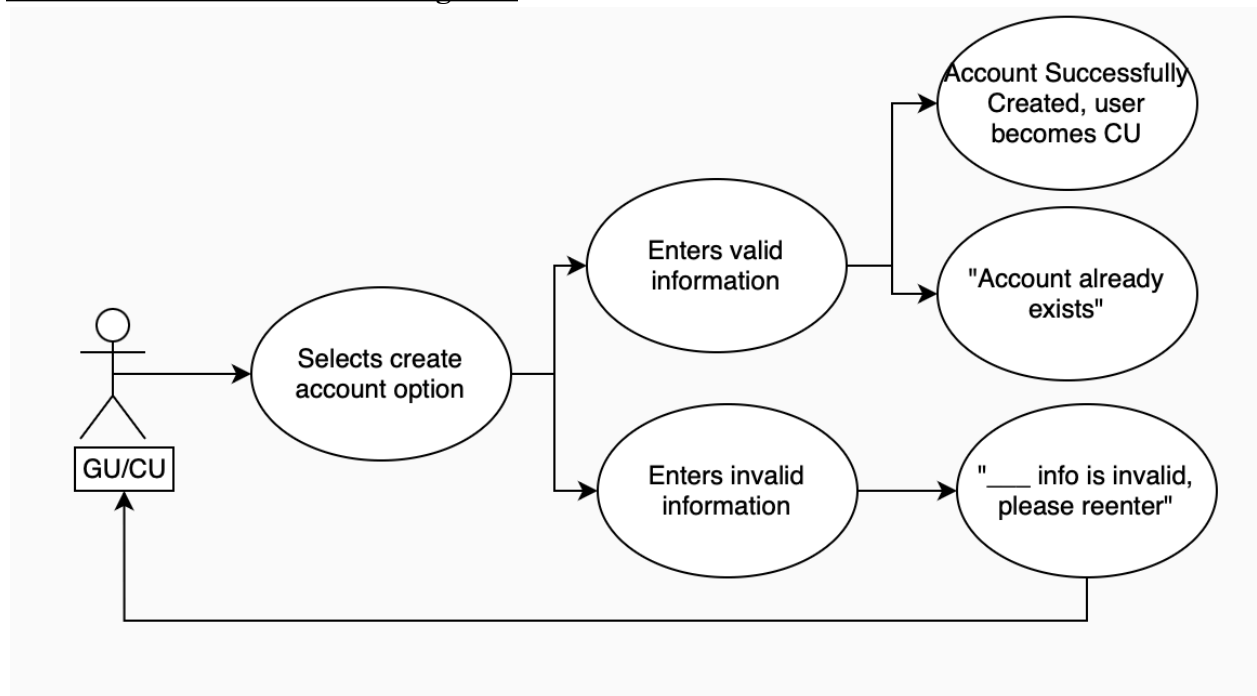 Account Successfully
Created, user
becomes CU
Enters valid
information
"Account already
exists"
Selects create
account option
GU/CU
Enters invalid
information
"___ info is invalid,
please reenter"